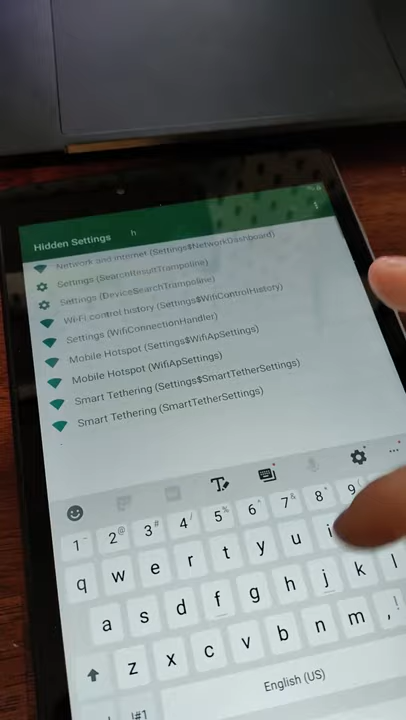 Hidden Settings h
Network and internet (Settings$NetworkDashboard)
Settings (SearchResultTrampoline)
Settings (DeviceSearchTrampoline)
Wi-Fi control history (Settings$WifiControlHistory)
Settings (WifiConnectionHandler)
Mobile Hotspot (Settings$WifiApSettings)
Mobile Hotspot (WifiApSettings)
Smart Tethering (Settings$SmartTetherSettings)
Smart Tethering (SmartTetherSettings)
1 2@ 3# 4/ 5% 6^ 7& 8* 9
q w e r t y u i
a s d f g h j k l
z x c v b n m , !
!#1 English (US)